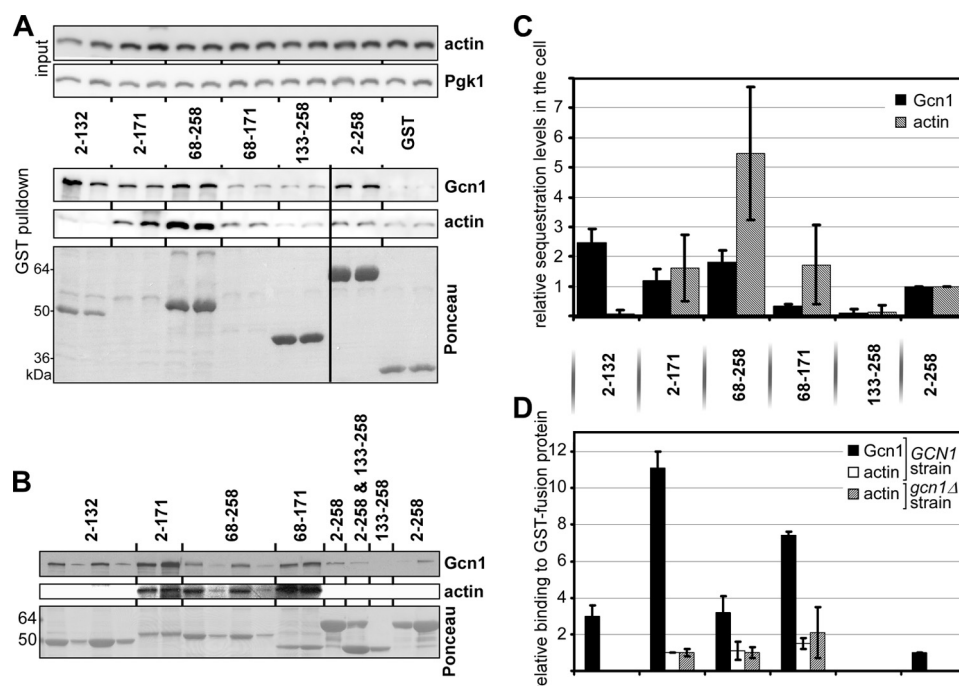 A
input
actin
Pgk1
2-132
2-171
68-258
68-171
133-258
2-258
GST
GST pulldown
Gcn1
actin
64
50
36
kDa
Ponceau
B
2-132
2-171
68-258
68-171
2-258
2-258 & 133-258
133-258
2-258
Gcn1
actin
64
50
Ponceau
C
relative sequestration levels in the cell
7
6
5
4
3
2
1
Gcn1
actin
2-132
2-171
68-258
68-171
133-258
2-258
D
elative binding to GST-fusion protein
12
10
8
6
4
2
1
Gcn1 GCN1
actin strain
actin gcn1Δ
strain